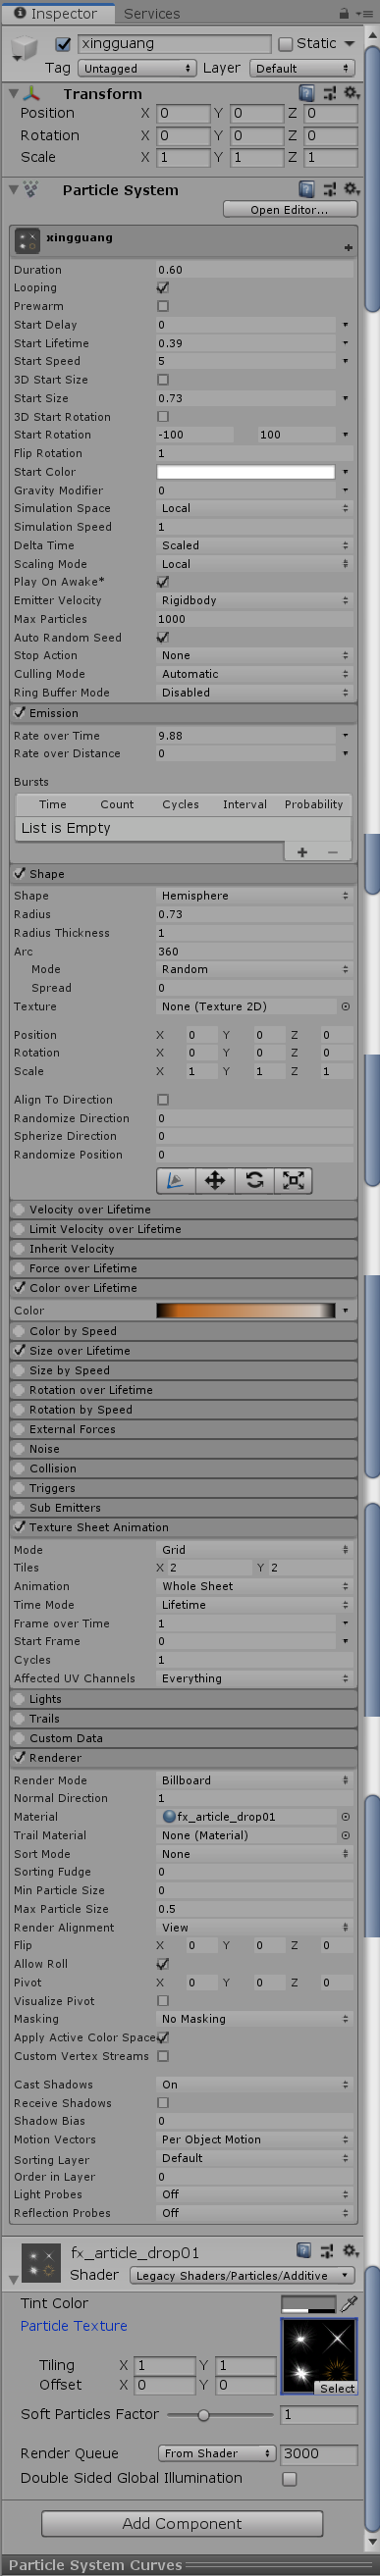 Inspector Services
xingguang Static
Tag Untagged Layer Default
Transform
Position X 0 Y 0 Z 0
Rotation X 0 Y 0 Z 0
Scale X 1 Y 1 Z 1
Particle System
Open Editor...
xingguang
Duration 0.60
Looping
Prewarm
Start Delay 0
Start Lifetime 0.39
Start Speed 5
3D Start Size
Start Size 0.73
3D Start Rotation
Start Rotation -100 100
Flip Rotation 1
Start Color
Gravity Modifier 0
Simulation Space Local
Simulation Speed 1
Delta Time Scaled
Scaling Mode Local
Play On Awake*
Emitter Velocity Rigidbody
Max Particles 1000
Auto Random Seed
Stop Action None
Culling Mode Automatic
Ring Buffer Mode Disabled
Emission
Rate over Time 9.88
Rate over Distance 0
Bursts
Time Count Cycles Interval Probability
List is Empty
+ −
Shape
Shape Hemisphere
Radius 0.73
Radius Thickness 1
Arc 360
Mode Random
Spread 0
Texture None (Texture 2D)
Position X 0 Y 0 Z 0
Rotation X 0 Y 0 Z 0
Scale X 1 Y 1 Z 1
Align To Direction
Randomize Direction 0
Spherize Direction 0
Randomize Position 0
Velocity over Lifetime
Limit Velocity over Lifetime
Inherit Velocity
Force over Lifetime
Color over Lifetime
Color
Color by Speed
Size over Lifetime
Size by Speed
Rotation over Lifetime
Rotation by Speed
External Forces
Noise
Collision
Triggers
Sub Emitters
Texture Sheet Animation
Mode Grid
Tiles X 2 Y 2
Animation Whole Sheet
Time Mode Lifetime
Frame over Time 1
Start Frame 0
Cycles 1
Affected UV Channels Everything
Lights
Trails
Custom Data
Renderer
Render Mode Billboard
Normal Direction 1
Material fx_article_drop01
Trail Material None (Material)
Sort Mode None
Sorting Fudge 0
Min Particle Size 0
Max Particle Size 0.5
Render Alignment View
Flip X 0 Y 0 Z 0
Allow Roll
Pivot X 0 Y 0 Z 0
Visualize Pivot
Masking No Masking
Apply Active Color Space
Custom Vertex Streams
Cast Shadows On
Receive Shadows
Shadow Bias 0
Motion Vectors Per Object Motion
Sorting Layer Default
Order in Layer 0
Light Probes Off
Reflection Probes Off
fx_article_drop01
Shader Legacy Shaders/Particles/Additive
Tint Color
Particle Texture
Tiling X 1 Y 1
Offset X 0 Y 0
Select
Soft Particles Factor 1
Render Queue From Shader 3000
Double Sided Global Illumination
Add Component
Particle System Curves